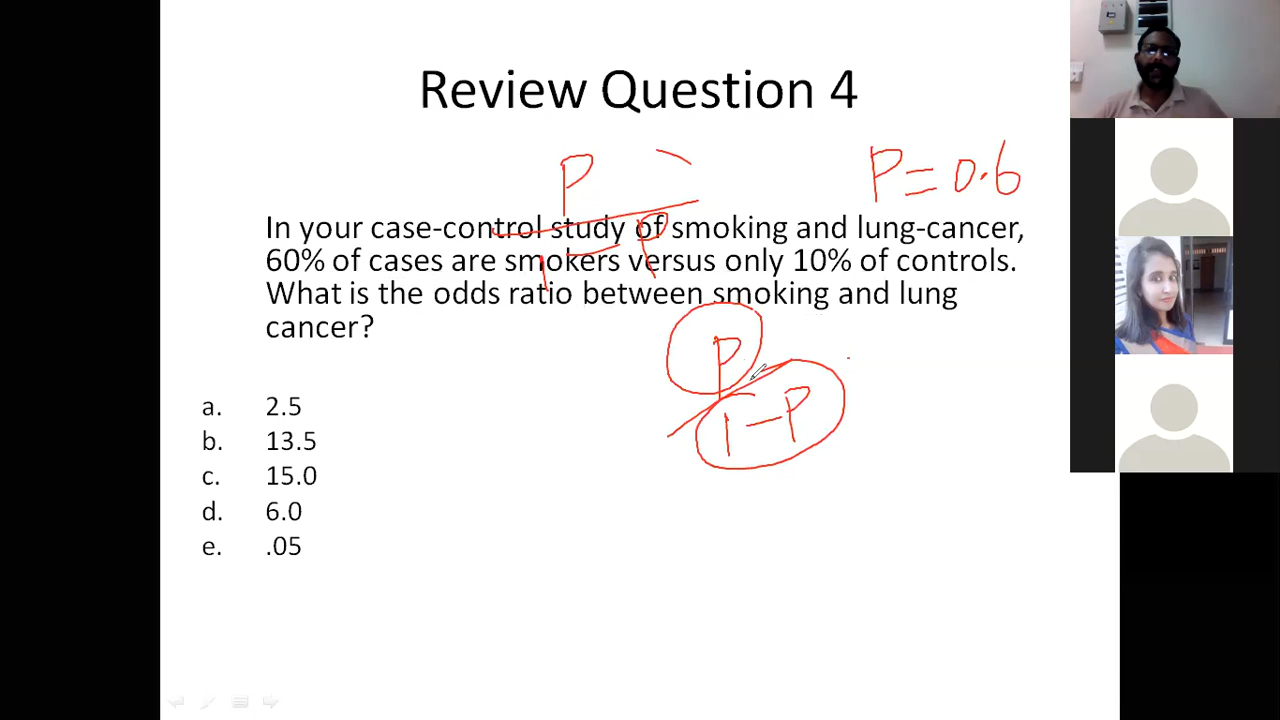 Review Question 4
P
P=0.6
1-P
In your case-control study of smoking and lung-cancer,
60% of cases are smokers versus only 10% of controls.
What is the odds ratio between smoking and lung
cancer?
P
1-P
a. 2.5
b. 13.5
c. 15.0
d. 6.0
e. .05